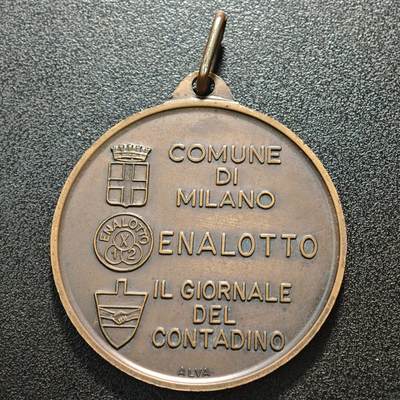 COMUNE
DI
MILANO
ENALOTTO
X
1 2
ENALOTTO
IL GIORNALE
DEL
CONTADINO
ALVA